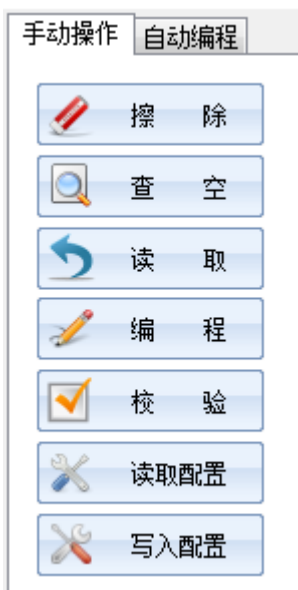 手动操作 自动编程
擦 除
查 空
读 取
编 程
校 验
读取配置
写入配置